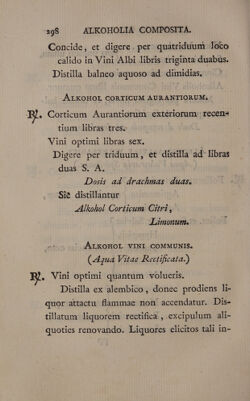 298 ALKOHOLIA COMPOSITA.
Concide, et digere per quatriduum loco
calido in Vini Albi libris triginta duabus.
Distilla balneo aquoso ad dimidias.
ALKOHOL CORTICUM AURANTIORUM.
℞. Corticum Aurantiorum exteriorum recen-
tium libras tres.
Vini optimi libras sex.
Digere per triduum, et distilla ad libras
duas S. A.
Dosis ad drachmas duas.
Sic distillantur
Alkohol Corticum Citri,
Limonum.
ALKOHOL VINI COMMUNIS.
(Aqua Vitae Rectificata.)
℞. Vini optimi quantum volueris.
Distilla ex alembico, donec prodiens li-
quor attactu flammae non accendatur. Dis-
tillatum liquorem rectifica, excipulum ali-
quoties renovando. Liquores elicitos tali in-